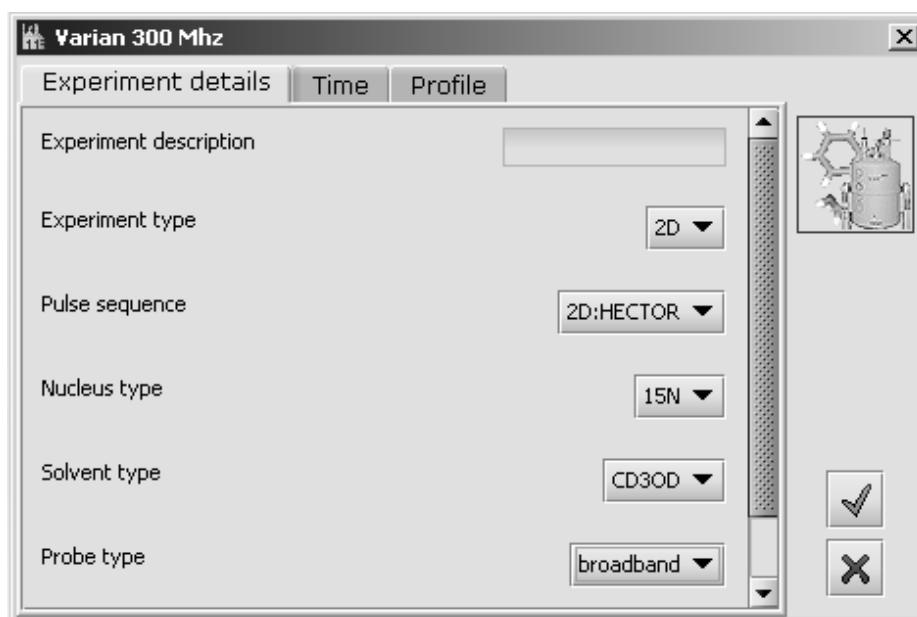 Varian 300 Mhz
Experiment details Time Profile
Experiment description
Experiment type 2D
Pulse sequence 2D:HECTOR
Nucleus type 15N
Solvent type CD3OD
Probe type broadband